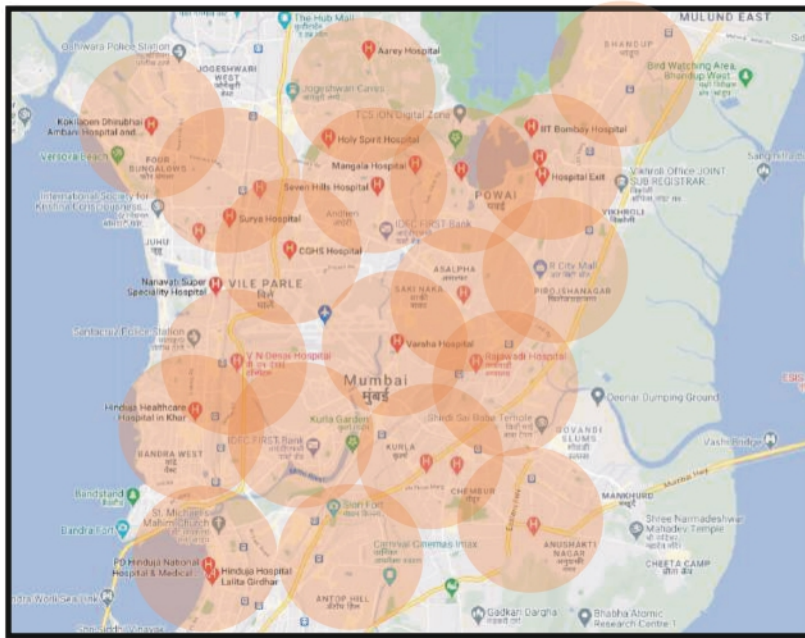 The Hub Mall
MULUND EAST
Oshiwara Police Station
Aarey Hospital
BHANDUP
भांडुप
JOGESHWARI
WEST
Bird Watching Area,
Bhandup West
Jogeshwari Caves
TCS iON Digital Zone
Kokilaben Dhirubhai
Ambani Hospital and...
Holy Spirit Hospital
IIT Bombay Hospital
Versova Beach
FOUR
BUNGALOWS
Mangala Hospital
Hospital Exit
Vikhroli Office JOINT
SUB REGISTRAR...
POWAI
पवई
Seven Hills Hospital
International Society for
Krishna Consciousness...
Andheri
VIKHROLI
Surya Hospital
IDFC FIRST Bank
JUHU
CGHS Hospital
ASALPHA
R City Mall
Nanavati Super
Speciality Hospital
VILE PARLE
विले
पार्ले
SAKI NAKA
PIROJSHANAGAR
Santacruz Police Station
Varsha Hospital
V.N Desai Hospital
Rajawadi Hospital
Mumbai
मुंबई
Deonar Dumping Ground
Hinduja Healthcare
Hospital in Khar
Kurla Garden
Shirdi Sai Baba Temple
GOVANDI
SLUMS
IDFC FIRST Bank
KURLA
कुर्ला
Vashi Bridge
BANDRA WEST
CHEMBUR
Mumbai Hwy
Bandstand
MANKHURD
St. Michael's
Mahim Church
Sion Fort
Bandra Fort
Shree Narmadeshwar
Mahadev Temple
Carnival Cinemas Imax
ANUSHAKTI
NAGAR
PD Hinduja National
Hospital & Medical...
Hinduja Hospital
Lalita Girdhar
CHEETA CAMP
ANTOP HILL
Gadkari Dargha
Bhabha Atomic
Research Centre